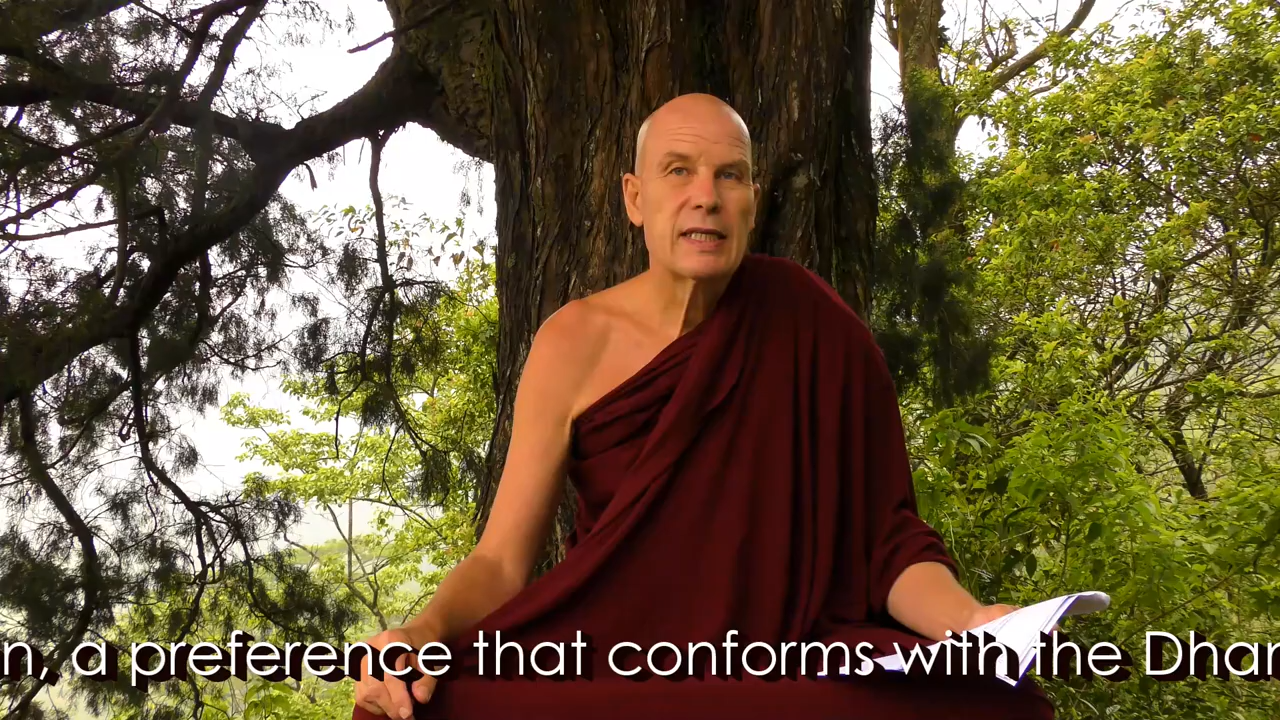 n, a preference that conforms with the Dhar